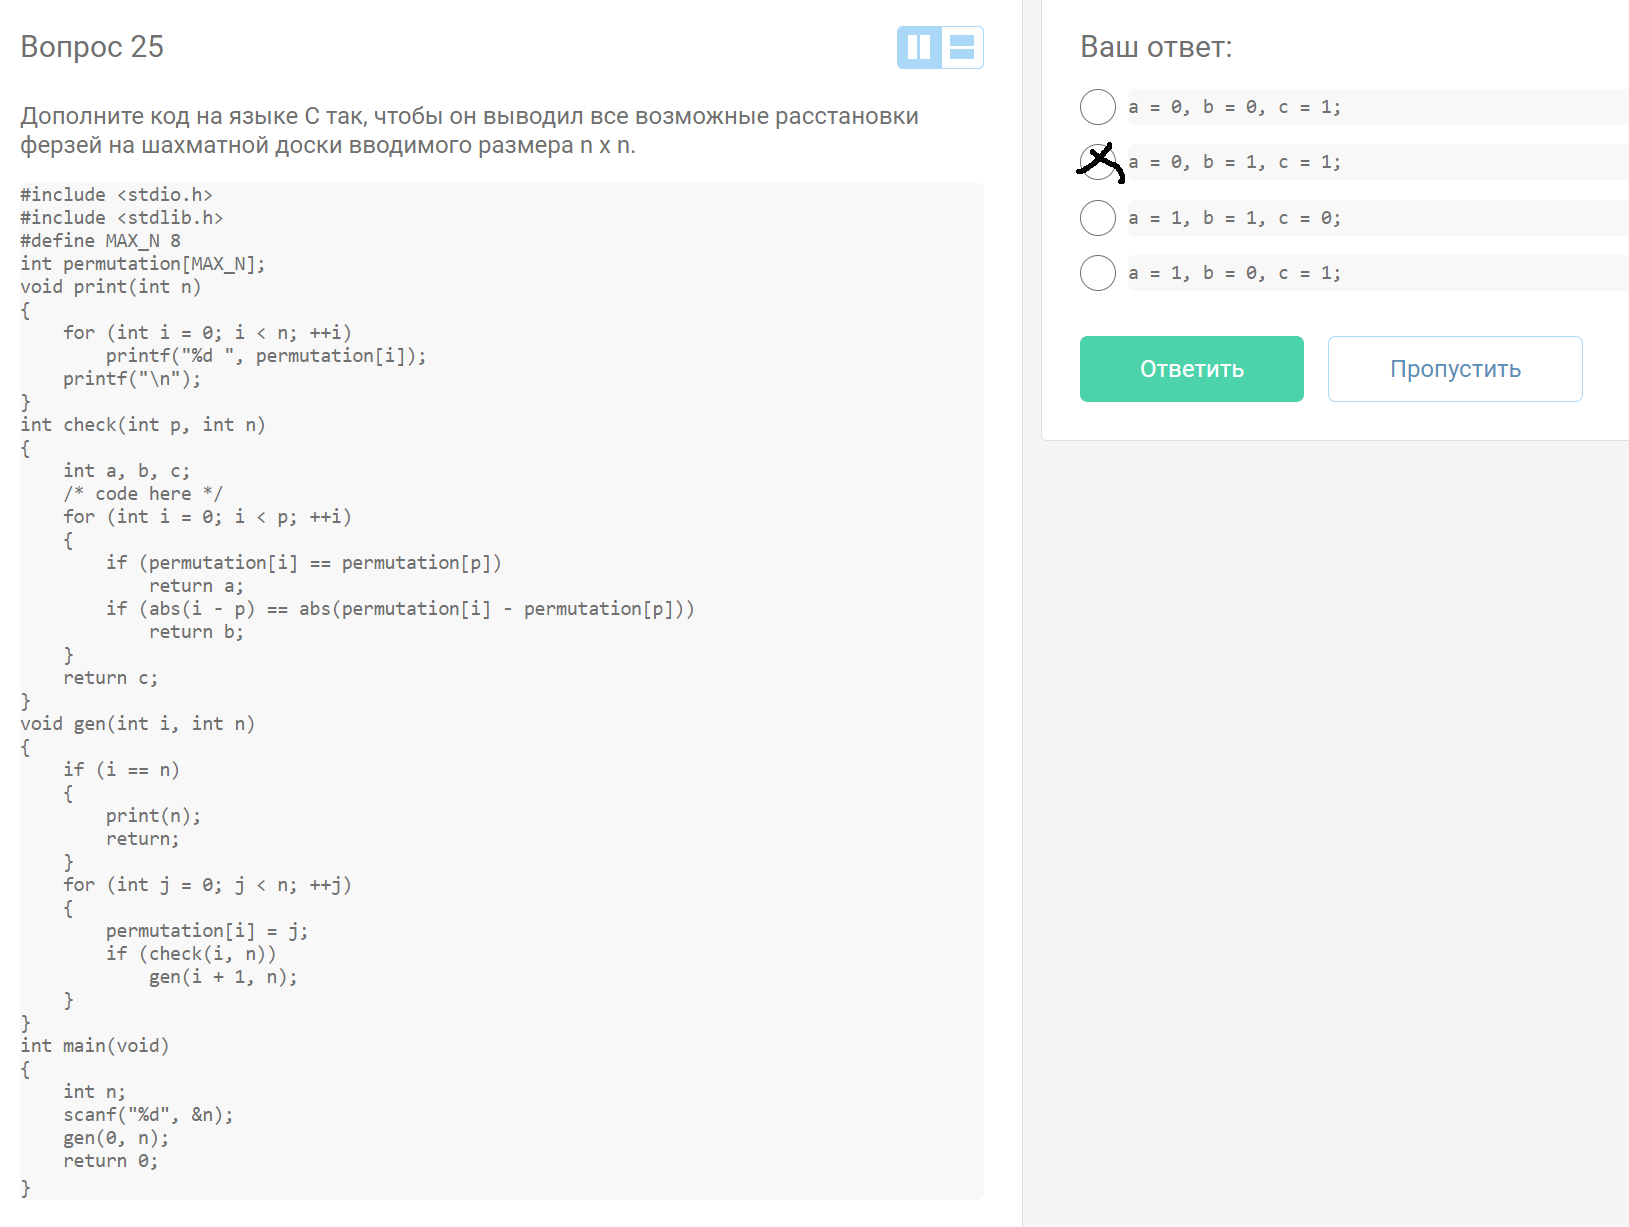 Вопрос 25
Дополните код на языке C так, чтобы он выводил все возможные расстановки
ферзей на шахматной доски вводимого размера n x n.
#include <stdio.h>
#include <stdlib.h>
#define MAX_N 8
int permutation[MAX_N];
void print(int n)
{
    for (int i = 0; i < n; ++i)
        printf("%d ", permutation[i]);
    printf("\n");
}
int check(int p, int n)
{
    int a, b, c;
    /* code here */
    for (int i = 0; i < p; ++i)
    {
        if (permutation[i] == permutation[p])
            return a;
        if (abs(i - p) == abs(permutation[i] - permutation[p]))
            return b;
    }
    return c;
}
void gen(int i, int n)
{
    if (i == n)
    {
        print(n);
        return;
    }
    for (int j = 0; j < n; ++j)
    {
        permutation[i] = j;
        if (check(i, n))
            gen(i + 1, n);
    }
}
int main(void)
{
    int n;
    scanf("%d", &n);
    gen(0, n);
    return 0;
}
Ваш ответ:
a = 0, b = 0, c = 1;
a = 0, b = 1, c = 1;
a = 1, b = 1, c = 0;
a = 1, b = 0, c = 1;
Ответить
Пропустить